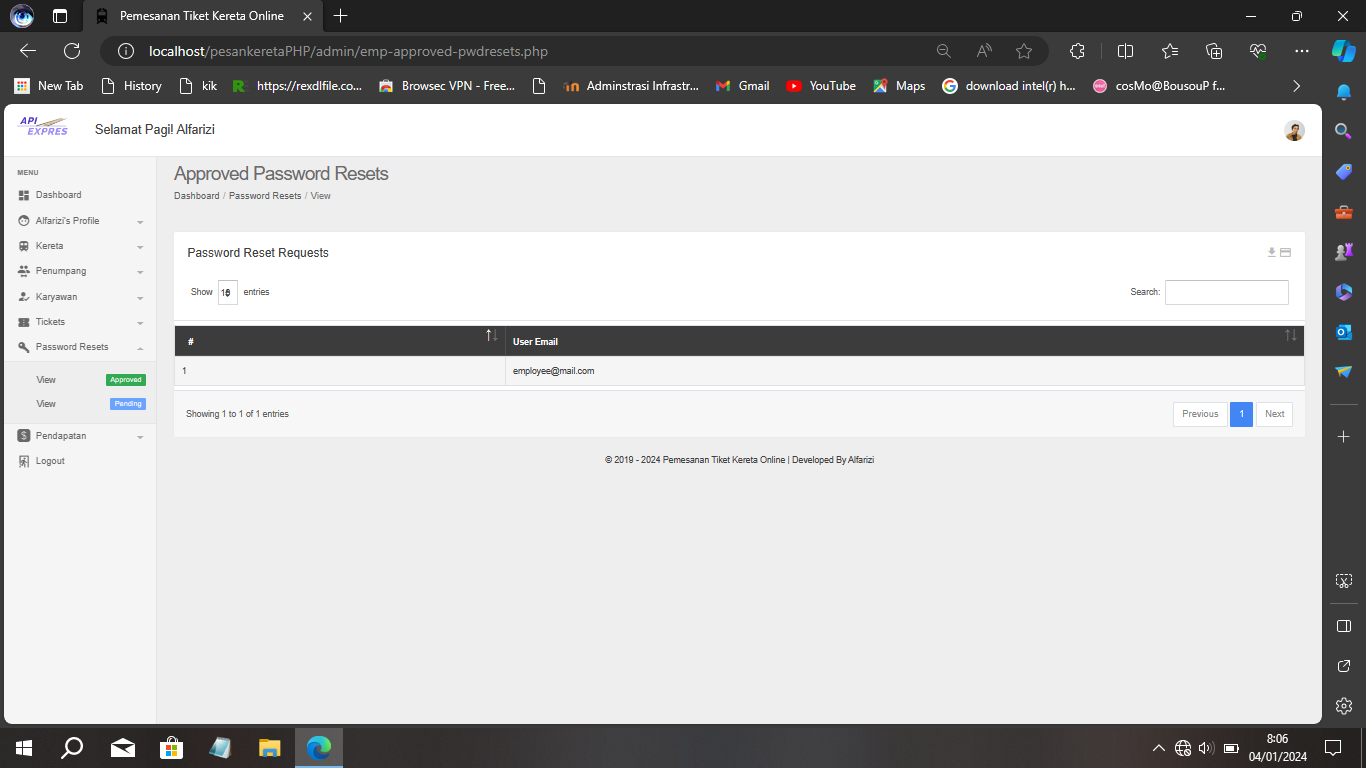 Pemesanan Tiket Kereta Online
localhost/pesankeretaPHP/admin/emp-approved-pwdresets.php
New Tab
History
kik
https://rexdlfile.co...
Browsec VPN - Free...
Adminstrasi Infrastr...
Gmail
YouTube
Maps
download intel(r) h...
cosMo@BousouP f...
API
EXPRES
Selamat Pagi! Alfarizi
MENU
Dashboard
Alfarizi's Profile
Kereta
Penumpang
Karyawan
Tickets
Password Resets
View Approved
View Pending
Pendapatan
Logout
Approved Password Resets
Dashboard / Password Resets / View
Password Reset Requests
Show entries
Search:
# User Email
1 employee@mail.com
Showing 1 to 1 of 1 entries
Previous 1 Next
© 2019 - 2024 Pemesanan Tiket Kereta Online | Developed By Alfarizi
8:06
04/01/2024